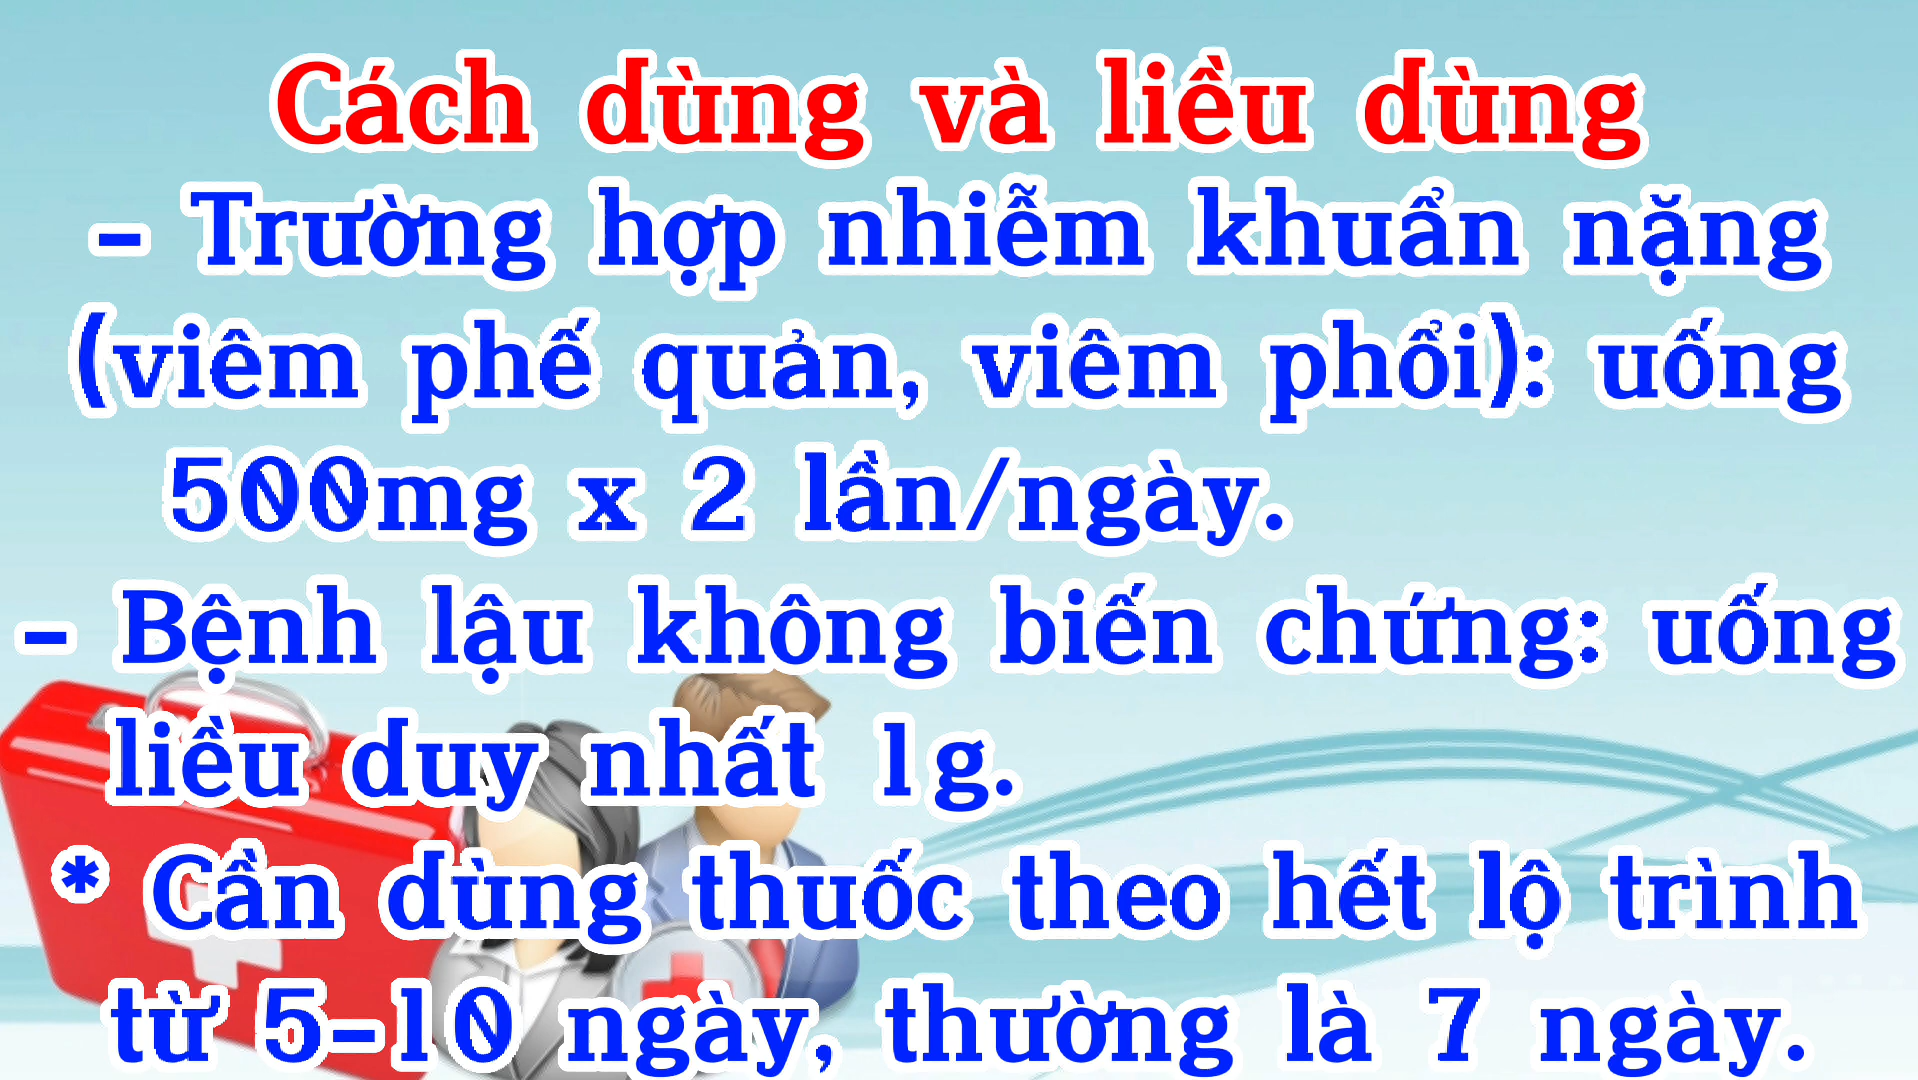 Cách dùng và liều dùng
- Trường hợp nhiễm khuẩn nặng
(viêm phế quản, viêm phổi): uống
500mg x 2 lần/ngày.
- Bệnh lậu không biến chứng: uống
liều duy nhất 1g.
* Cần dùng thuốc theo hết lộ trình
từ 5-10 ngày, thường là 7 ngày.